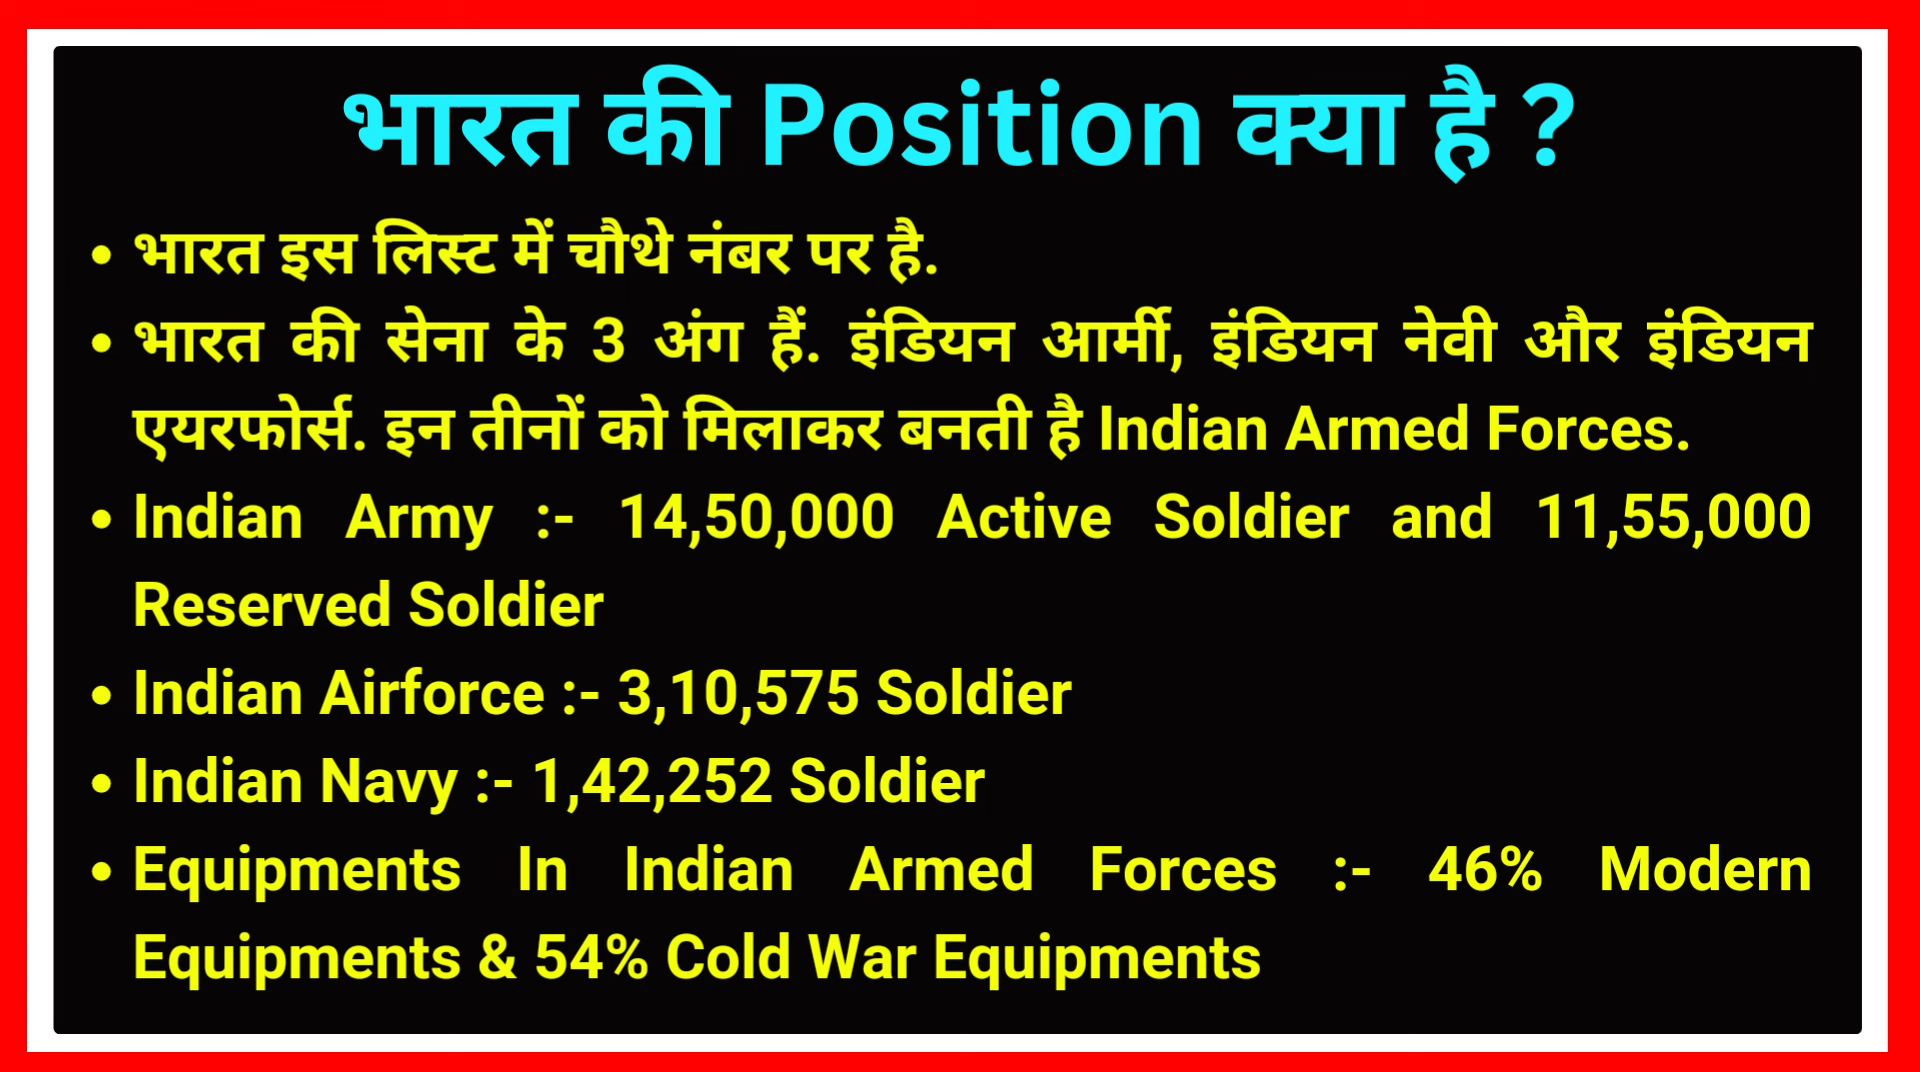 भारत की Position क्या है ?
• भारत इस लिस्ट में चौथे नंबर पर है.
• भारत की सेना के 3 अंग हैं. इंडियन आर्मी, इंडियन नेवी और इंडियन
एयरफोर्स. इन तीनों को मिलाकर बनती है Indian Armed Forces.
• Indian Army :- 14,50,000 Active Soldier and 11,55,000
Reserved Soldier
• Indian Airforce :- 3,10,575 Soldier
• Indian Navy :- 1,42,252 Soldier
• Equipments In Indian Armed Forces :- 46% Modern
Equipments & 54% Cold War Equipments